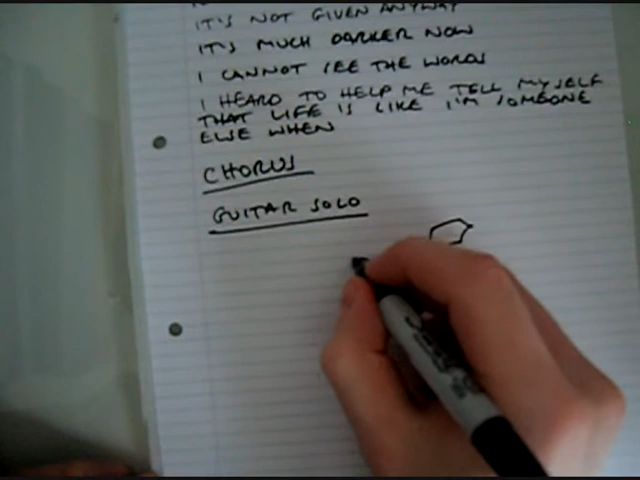 IT'S NOT GIVEN ANYWAY
IT'S MUCH DARKER NOW
I CANNOT SEE THE WORDS
I HEARD TO HELP ME TELL MYSELF
THAT LIFE IS LIKE I'M SOMEONE
ELSE WHEN
CHORUS
GUITAR SOLO